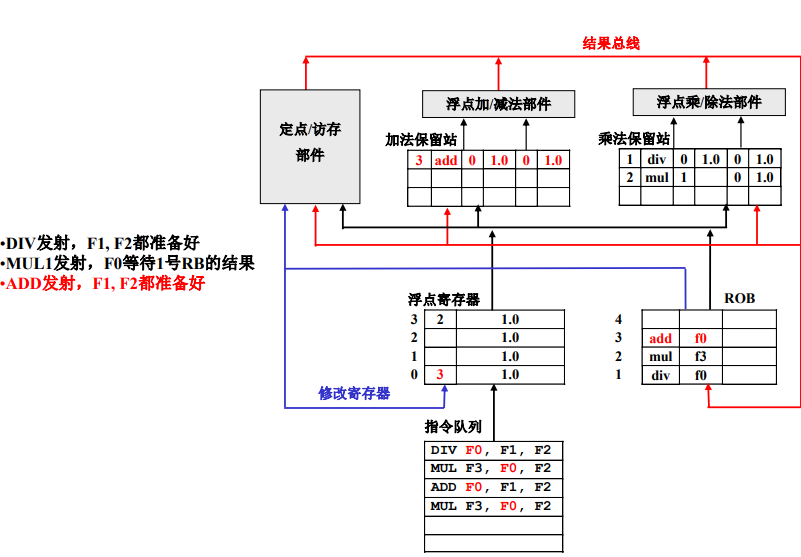 结果总线
定点/访存
部件
浮点加/减法部件
浮点乘/除法部件
加法保留站
乘法保留站
3 add 0 1.0 0 1.0
1 div 0 1.0 0 1.0
2 mul 1 0 1.0
•DIV发射，F1, F2都准备好
•MUL1发射，F0等待1号RB的结果
•ADD发射，F1, F2都准备好
浮点寄存器
3 2 1.0
2 1.0
1 1.0
0 3 1.0
ROB
4
3 add f0
2 mul f3
1 div f0
修改寄存器
指令队列
DIV F0, F1, F2
MUL F3, F0, F2
ADD F0, F1, F2
MUL F3, F0, F2